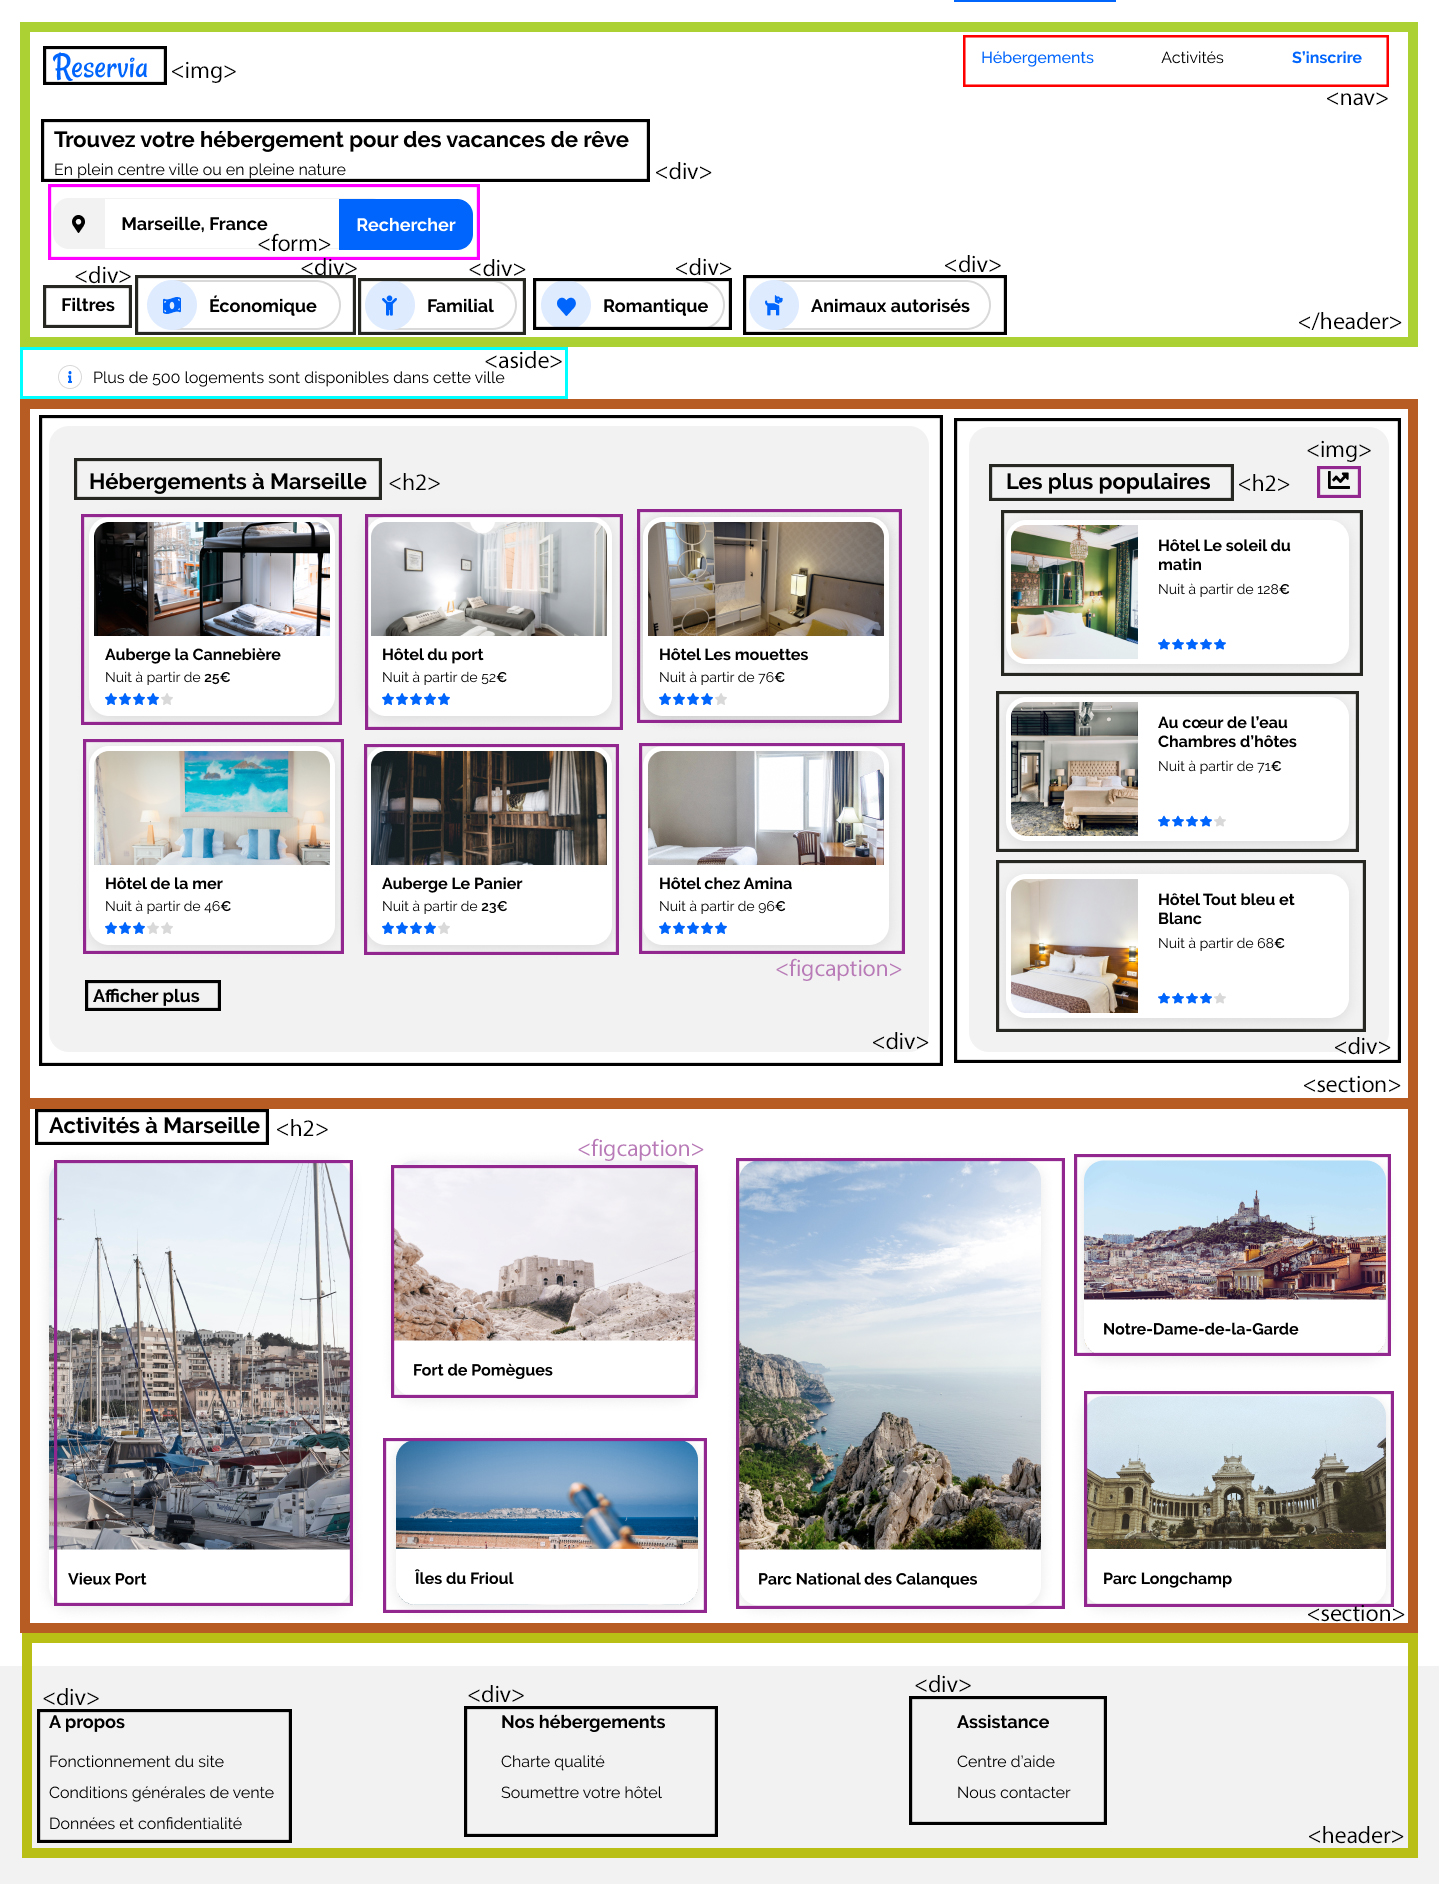 Reservia
<img>
Hébergements
Activités
S'inscrire
<nav>
Trouvez votre hébergement pour des vacances de rêve
En plein centre ville ou en pleine nature
<div>
Marseille, France
Rechercher
<form>
<div>
<div>
<div>
<div>
<div>
Filtres
Économique
Familial
Romantique
Animaux autorisés
</header>
<aside>
Plus de 500 logements sont disponibles dans cette ville
Hébergements à Marseille
<h2>
Auberge la Cannebière
Nuit à partir de 25€
Hôtel du port
Nuit à partir de 52€
Hôtel Les mouettes
Nuit à partir de 76€
Hôtel de la mer
Nuit à partir de 46€
Auberge Le Panier
Nuit à partir de 23€
Hôtel chez Amina
Nuit à partir de 96€
<figcaption>
Afficher plus
<div>
<img>
Les plus populaires
<h2>
Hôtel Le soleil du
matin
Nuit à partir de 128€
Au cœur de l'eau
Chambres d'hôtes
Nuit à partir de 71€
Hôtel Tout bleu et
Blanc
Nuit à partir de 68€
<div>
<section>
Activités à Marseille
<h2>
<figcaption>
Vieux Port
Fort de Pomègues
Îles du Frioul
Parc National des Calanques
Notre-Dame-de-la-Garde
Parc Longchamp
<section>
<div>
A propos
Fonctionnement du site
Conditions générales de vente
Données et confidentialité
<div>
Nos hébergements
Charte qualité
Soumettre votre hôtel
<div>
Assistance
Centre d'aide
Nous contacter
<header>